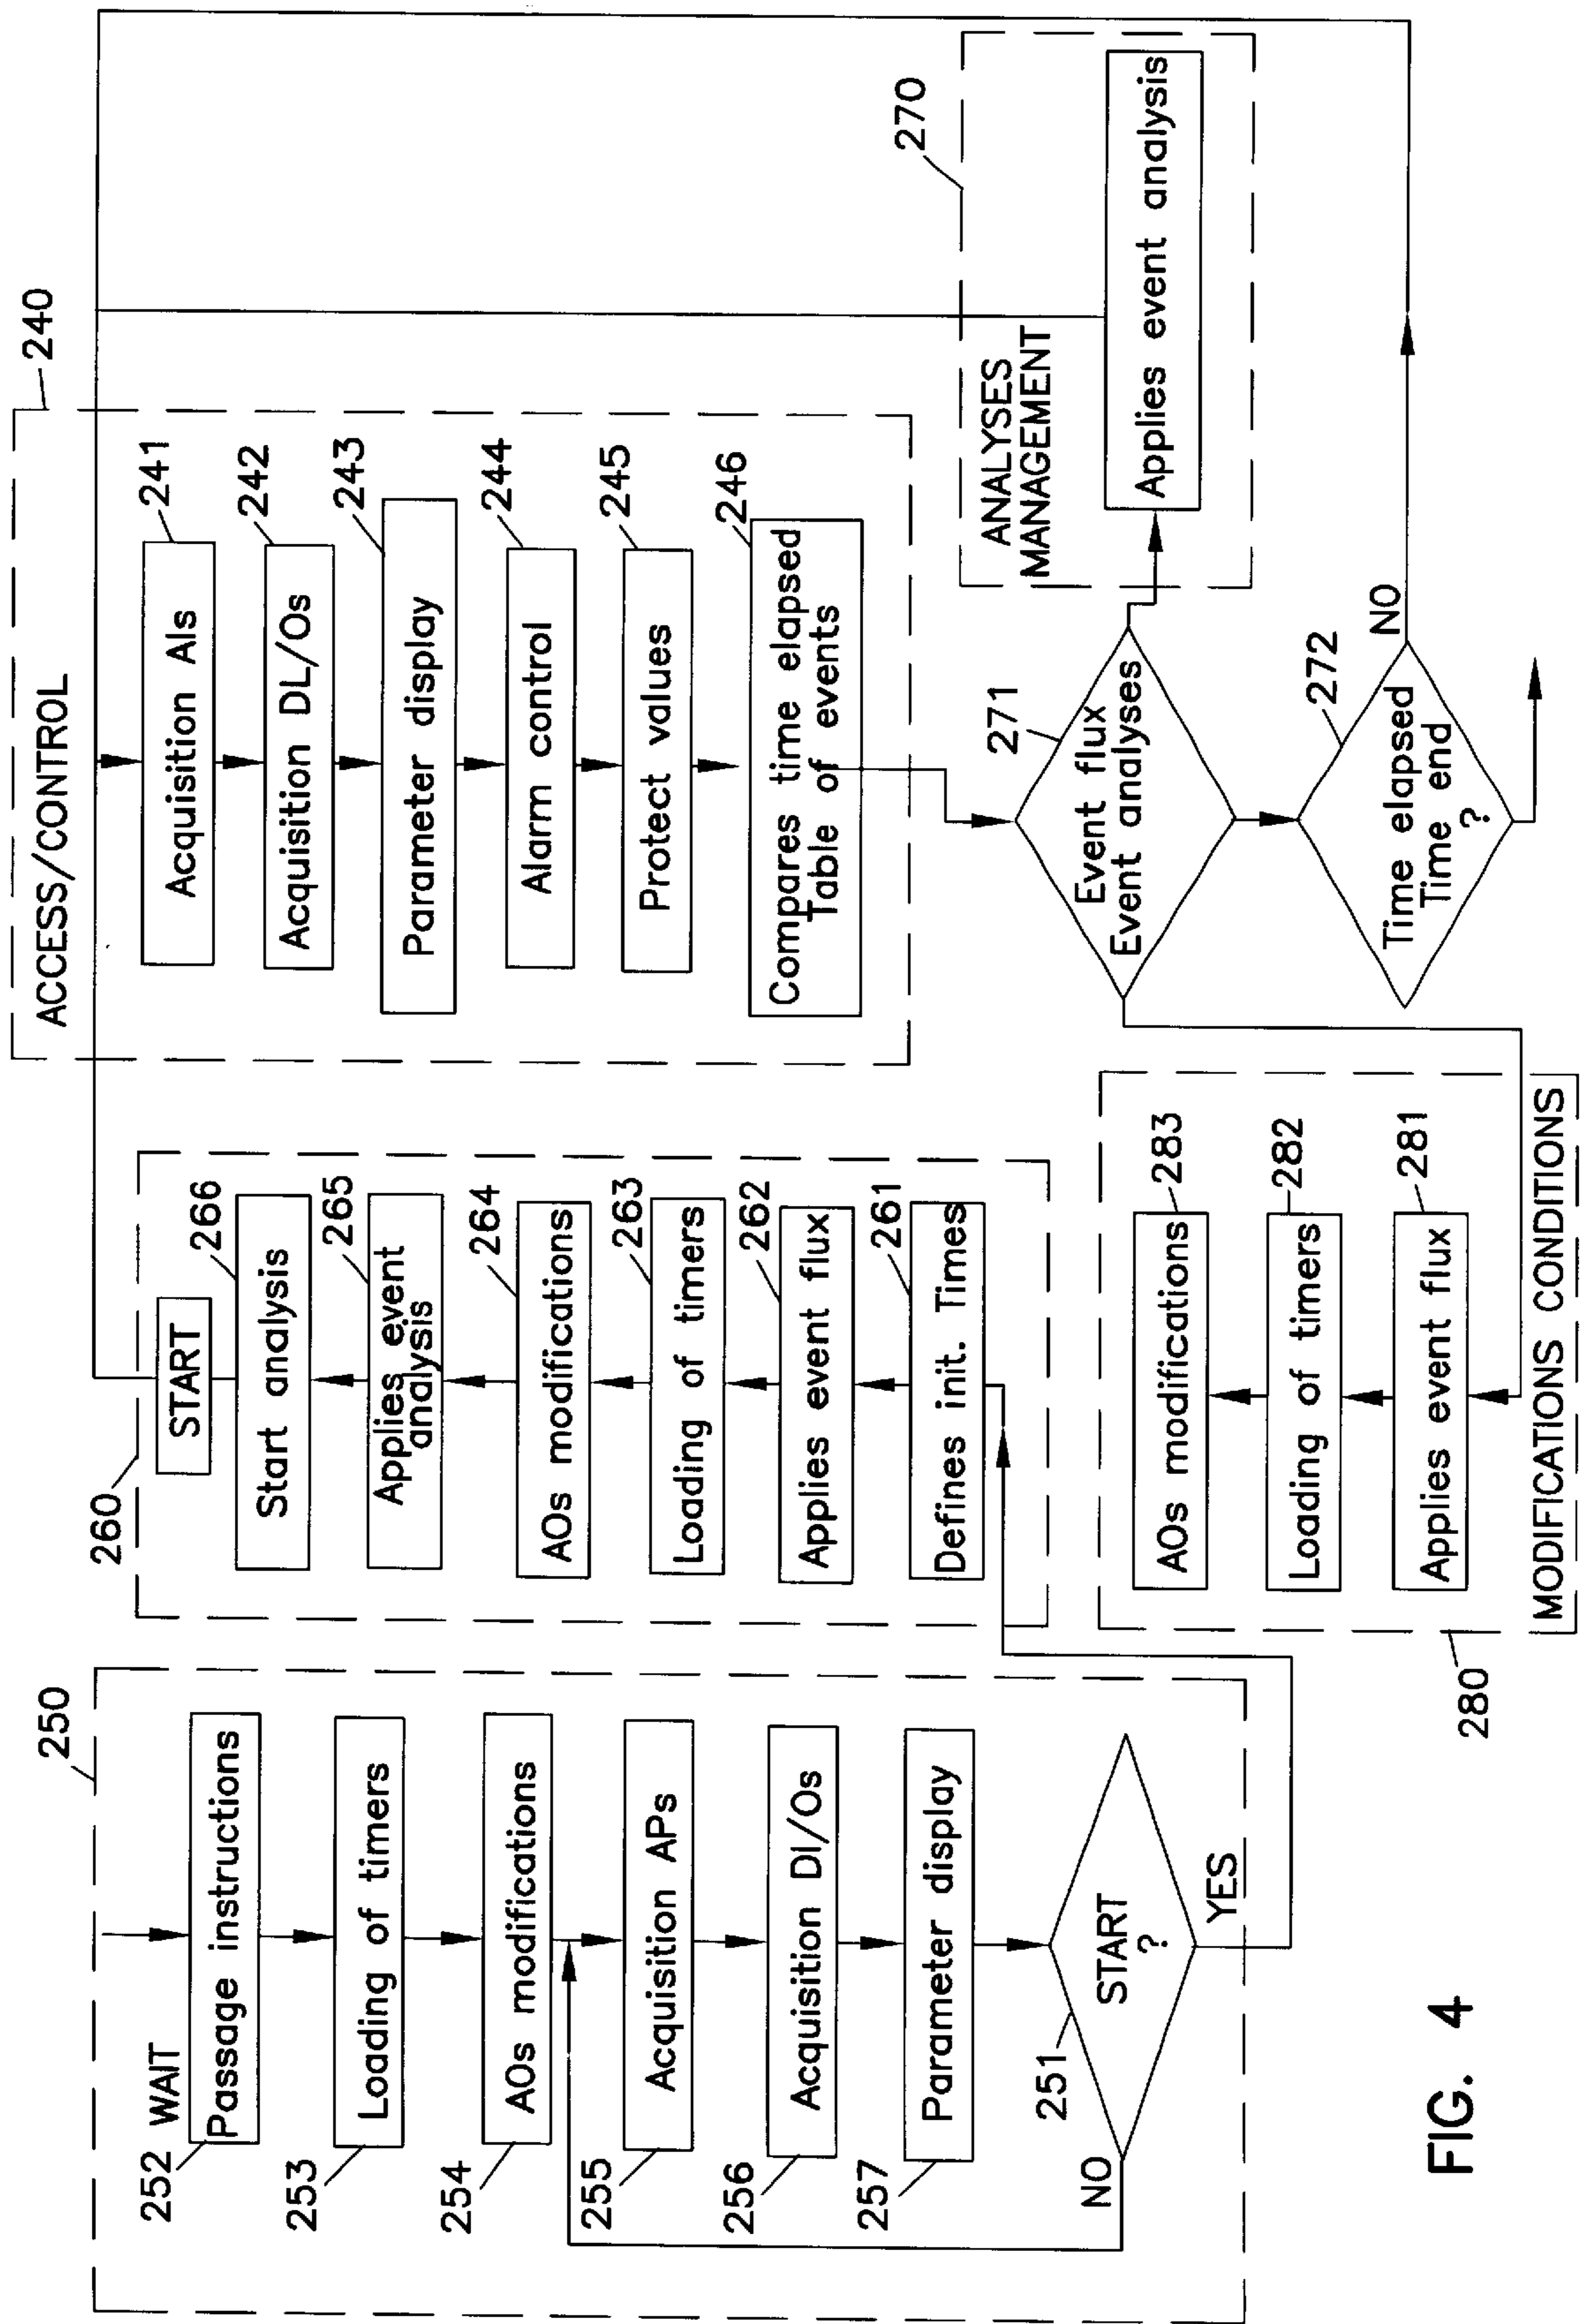 250
WAIT
252
Passage instructions
253
Loading of timers
254
AOs modifications
255
Acquisition APs
256
Acquisition DI/Os
257
Parameter display
251
START
?
NO
YES
260
START
266
Start analysis
265
Applies event
analysis
264
AOs modifications
263
Loading of timers
262
Applies event flux
261
Defines init. Times
283
AOs modifications
282
Loading of timers
281
Applies event flux
MODIFICATIONS CONDITIONS
280
240
ACCESS/CONTROL
241
Acquisition AIs
242
Acquisition DL/Os
243
Parameter display
244
Alarm control
245
Protect values
246
Compares time elapsed
Table of events
271
Event flux
Event analyses
272
Time elapsed
Time end
?
NO
270
ANALYSES
MANAGEMENT
Applies event analysis
FIG. 4